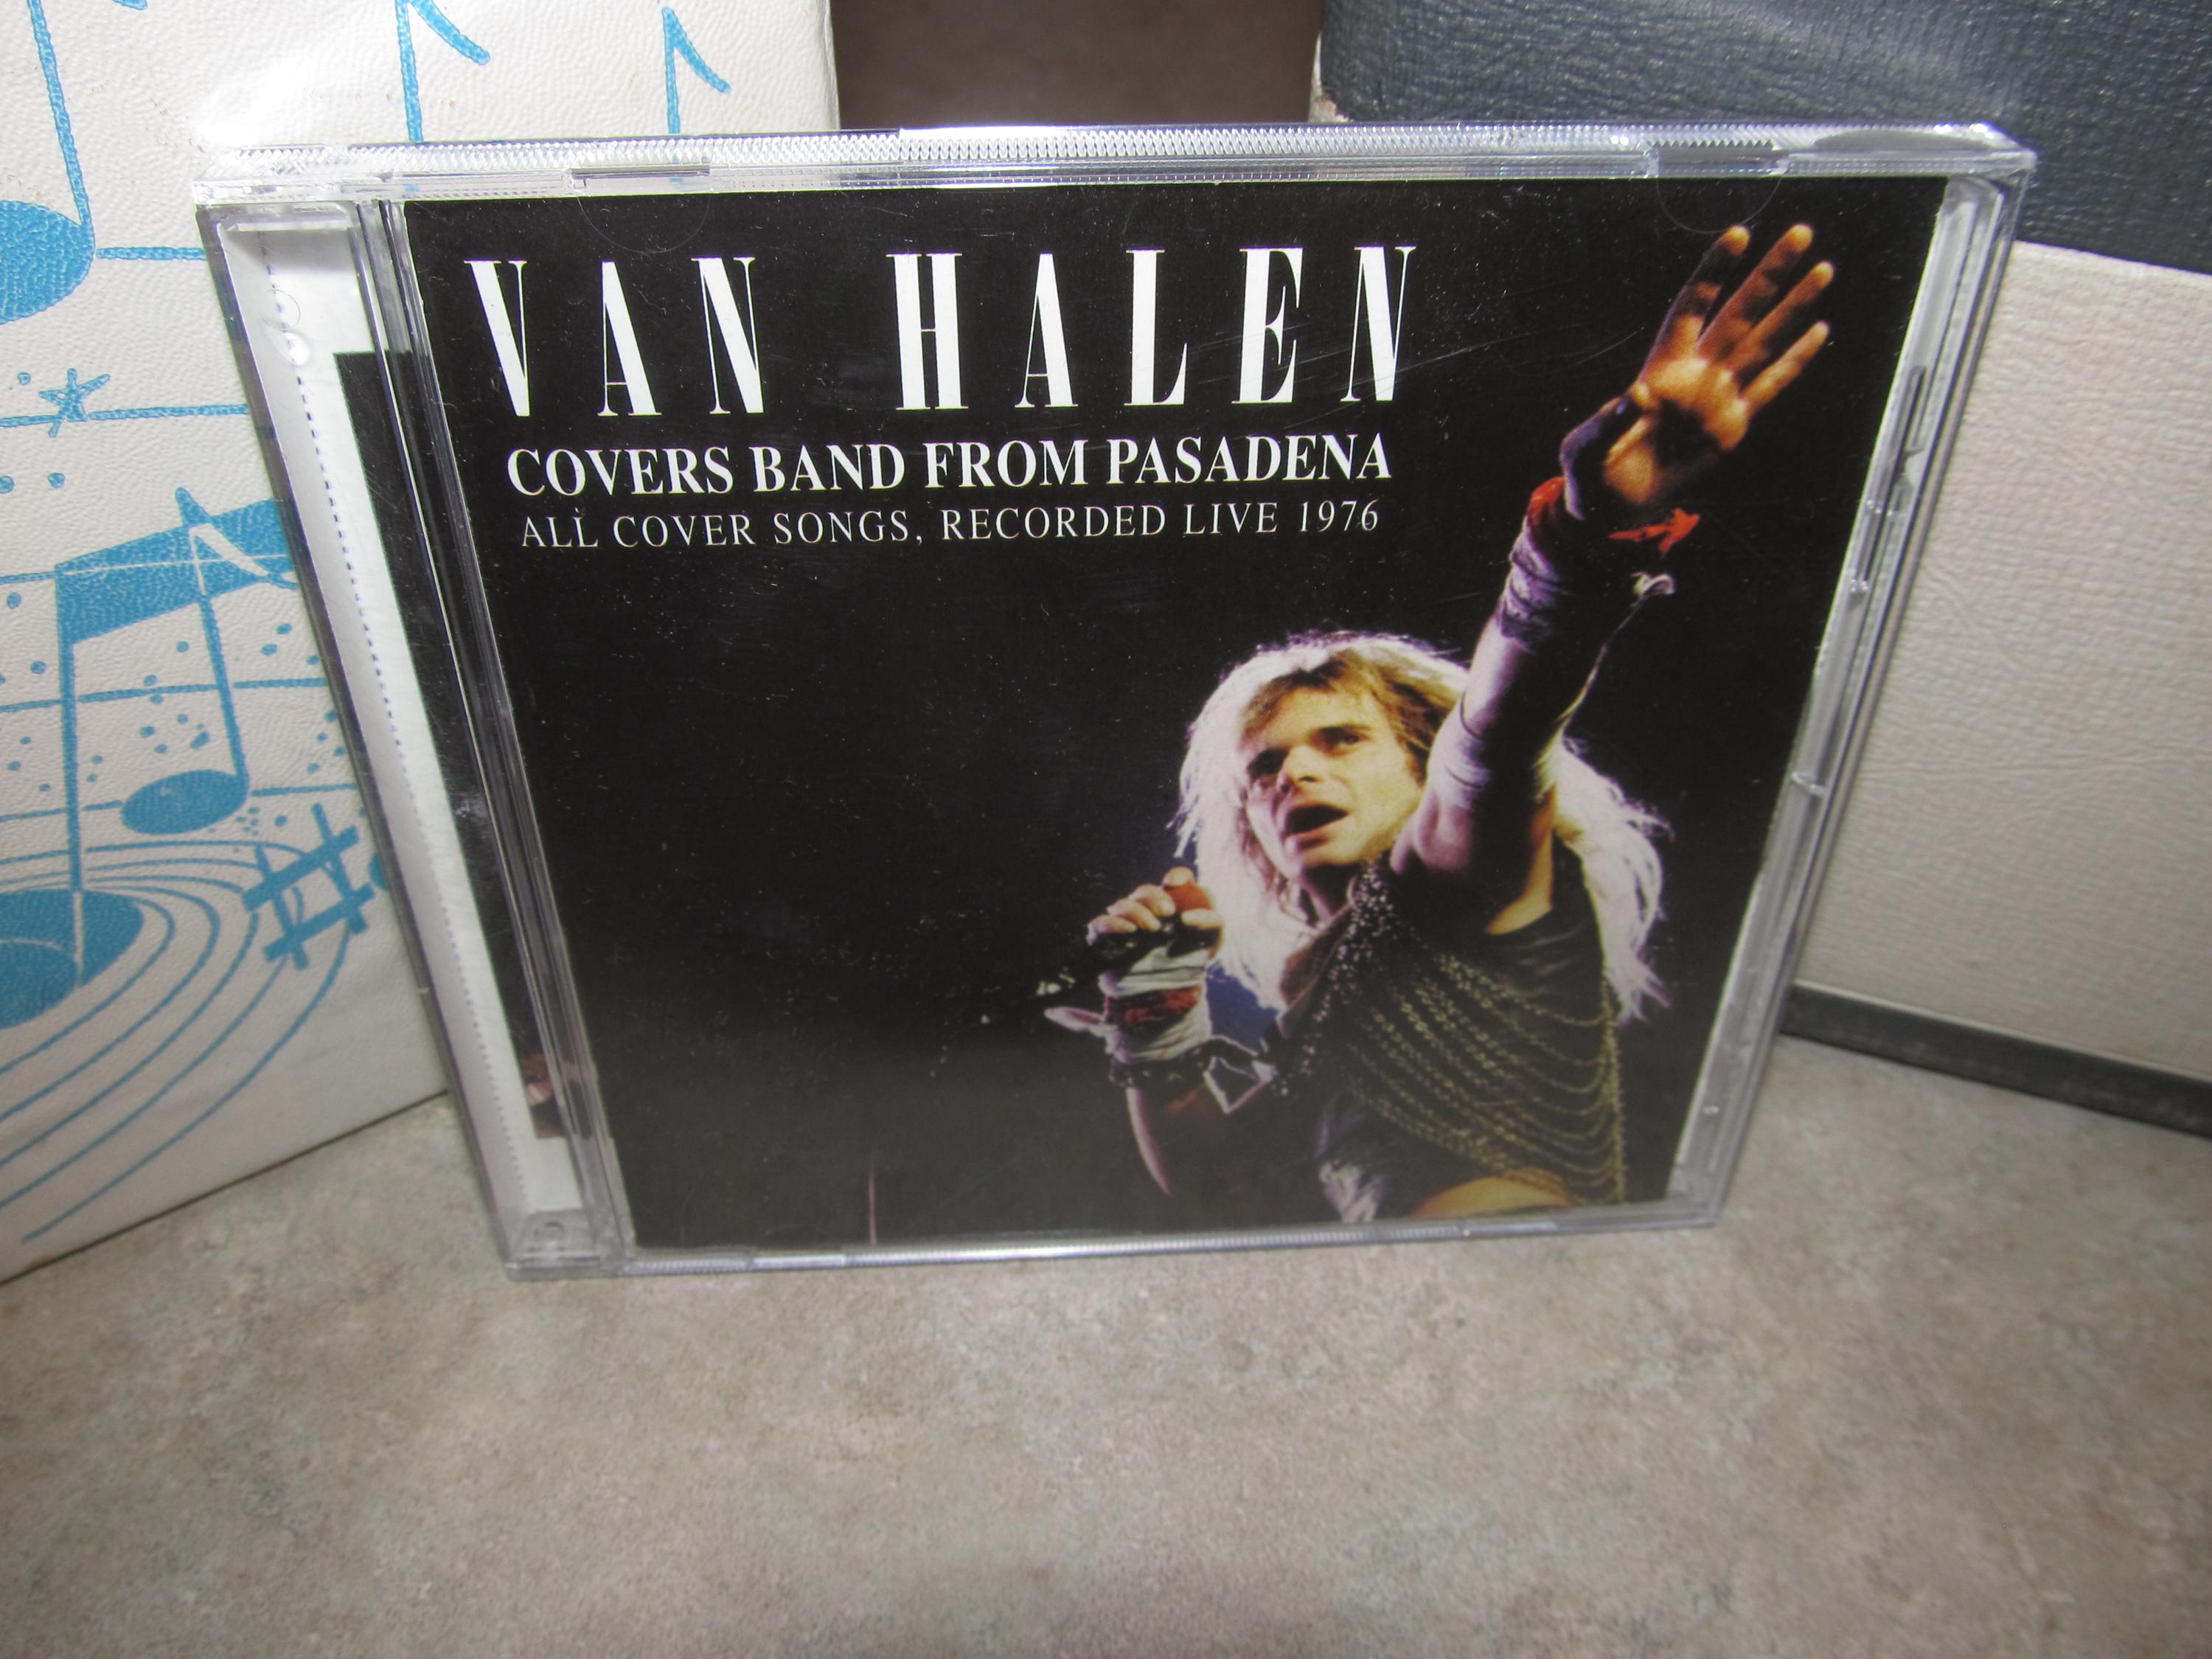 VAN HALEN
COVERS BAND FROM PASADENA
ALL COVER SONGS, RECORDED LIVE 1976